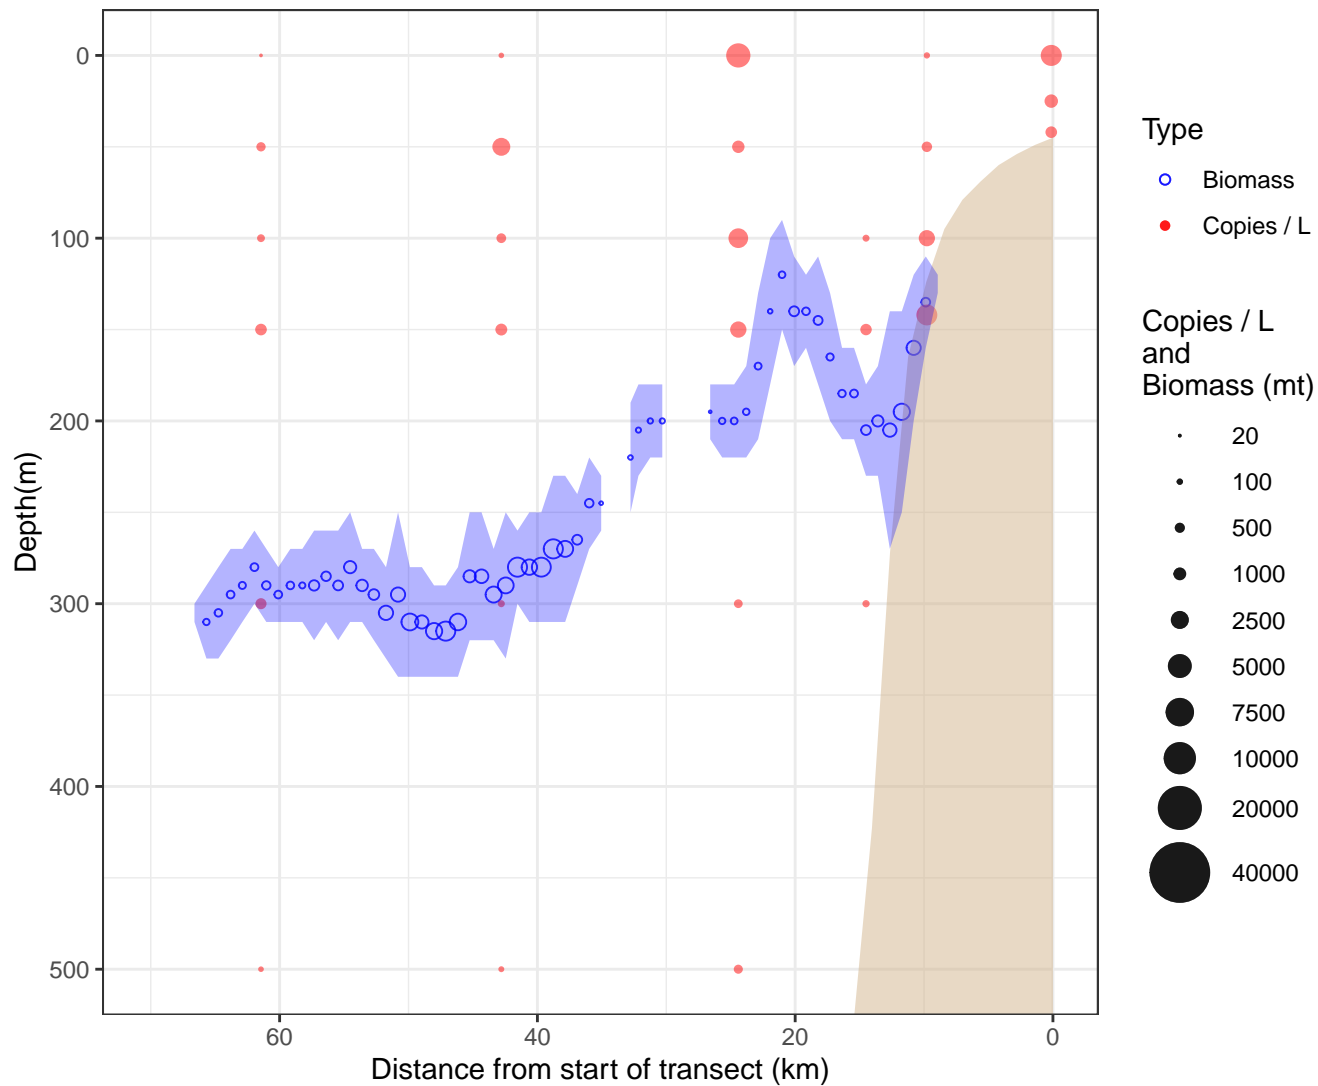 0
100
200
300
400
500
Depth(m)
60
40
20
0
Distance from start of transect (km)
Type
Biomass
Copies / L
Copies / L
and
Biomass (mt)
20
100
500
1000
2500
5000
7500
10000
20000
40000